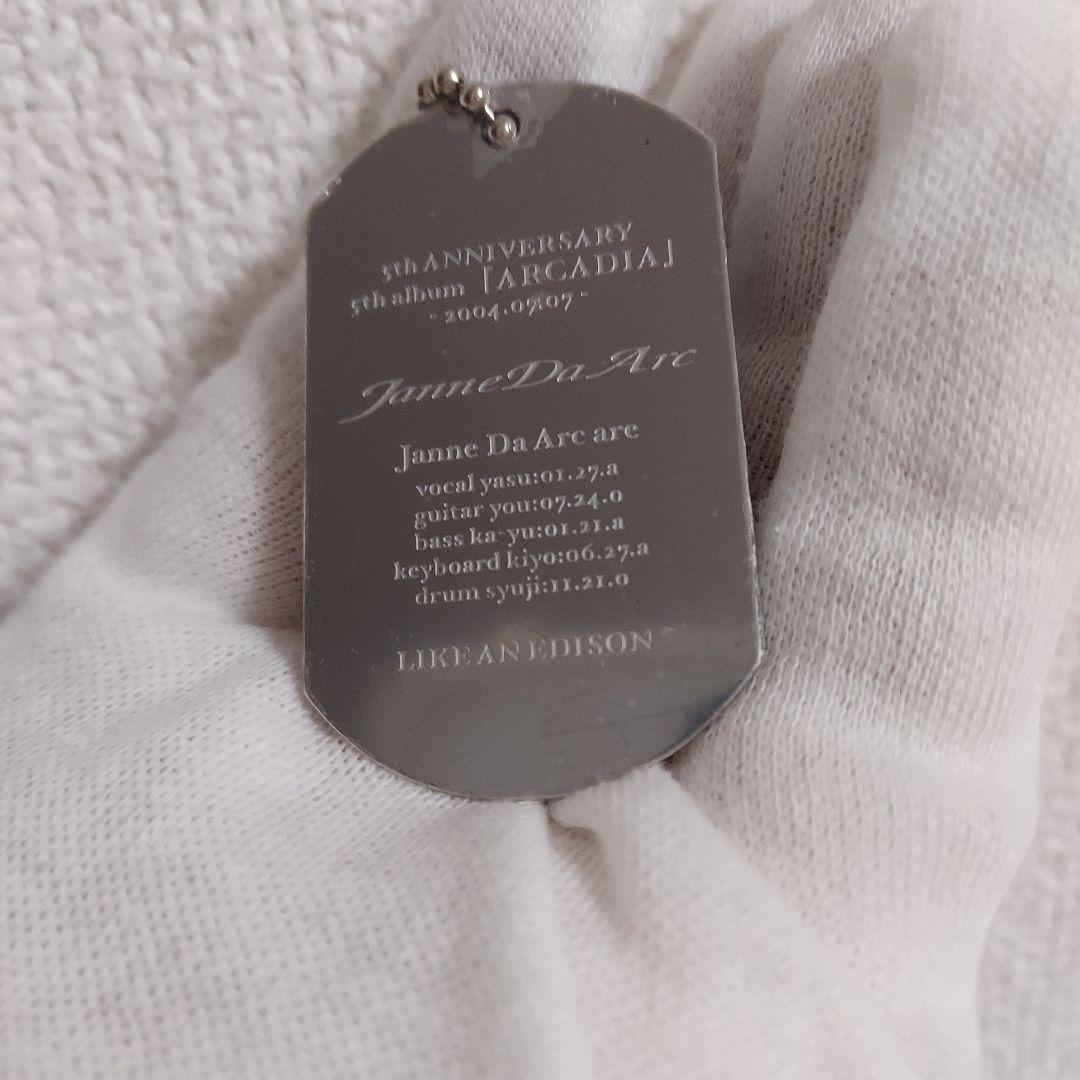 5th ANNIVERSARY
5th album「ARCADIA」
- 2004.07.07 -
Janne Da Arc
Janne Da Arc are
vocal yasu:01.27.a
guitar you:07.24.o
bass ka-yu:01.21.a
keyboard kiyo:06.27.a
drum syuji:11.21.o
LIKE AN EDISON